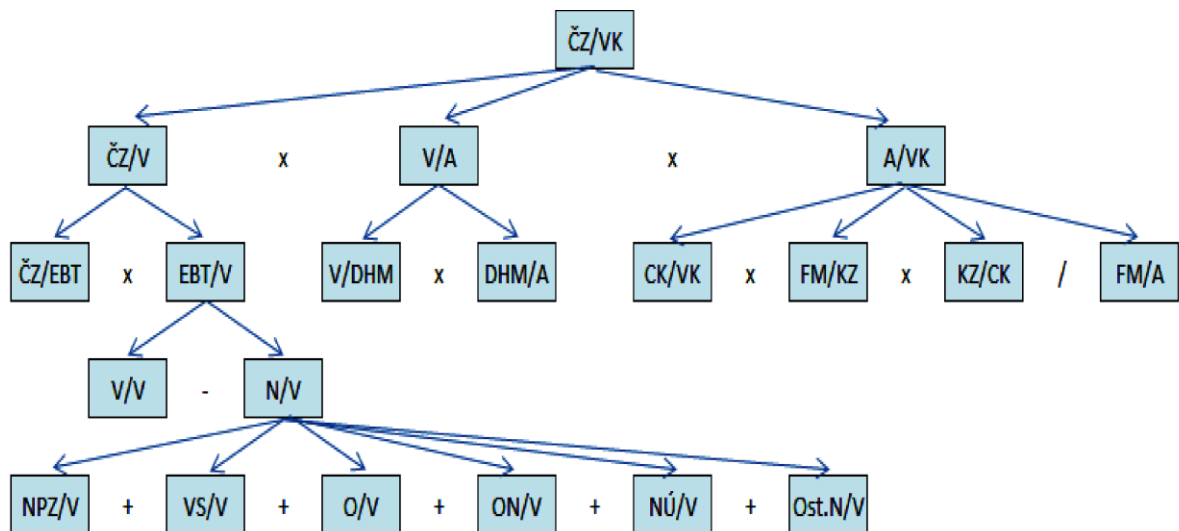 ČZ/VK
ČZ/V x V/A x A/VK
ČZ/EBT x EBT/V V/DHM x DHM/A CK/VK x FM/KZ x KZ/CK / FM/A
V/V - N/V
NPZ/V + VS/V + O/V + ON/V + NÚ/V + Ost.N/V